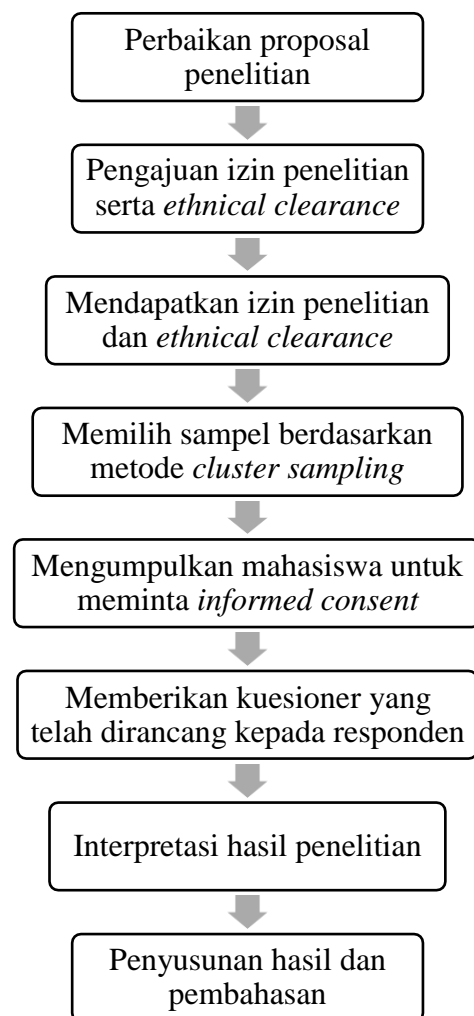 Perbaikan proposal
penelitian
Pengajuan izin penelitian
serta ethnical clearance
Mendapatkan izin penelitian
dan ethnical clearance
Memilih sampel berdasarkan
metode cluster sampling
Mengumpulkan mahasiswa untuk
meminta informed consent
Memberikan kuesioner yang
telah dirancang kepada responden
Interpretasi hasil penelitian
Penyusunan hasil dan
pembahasan